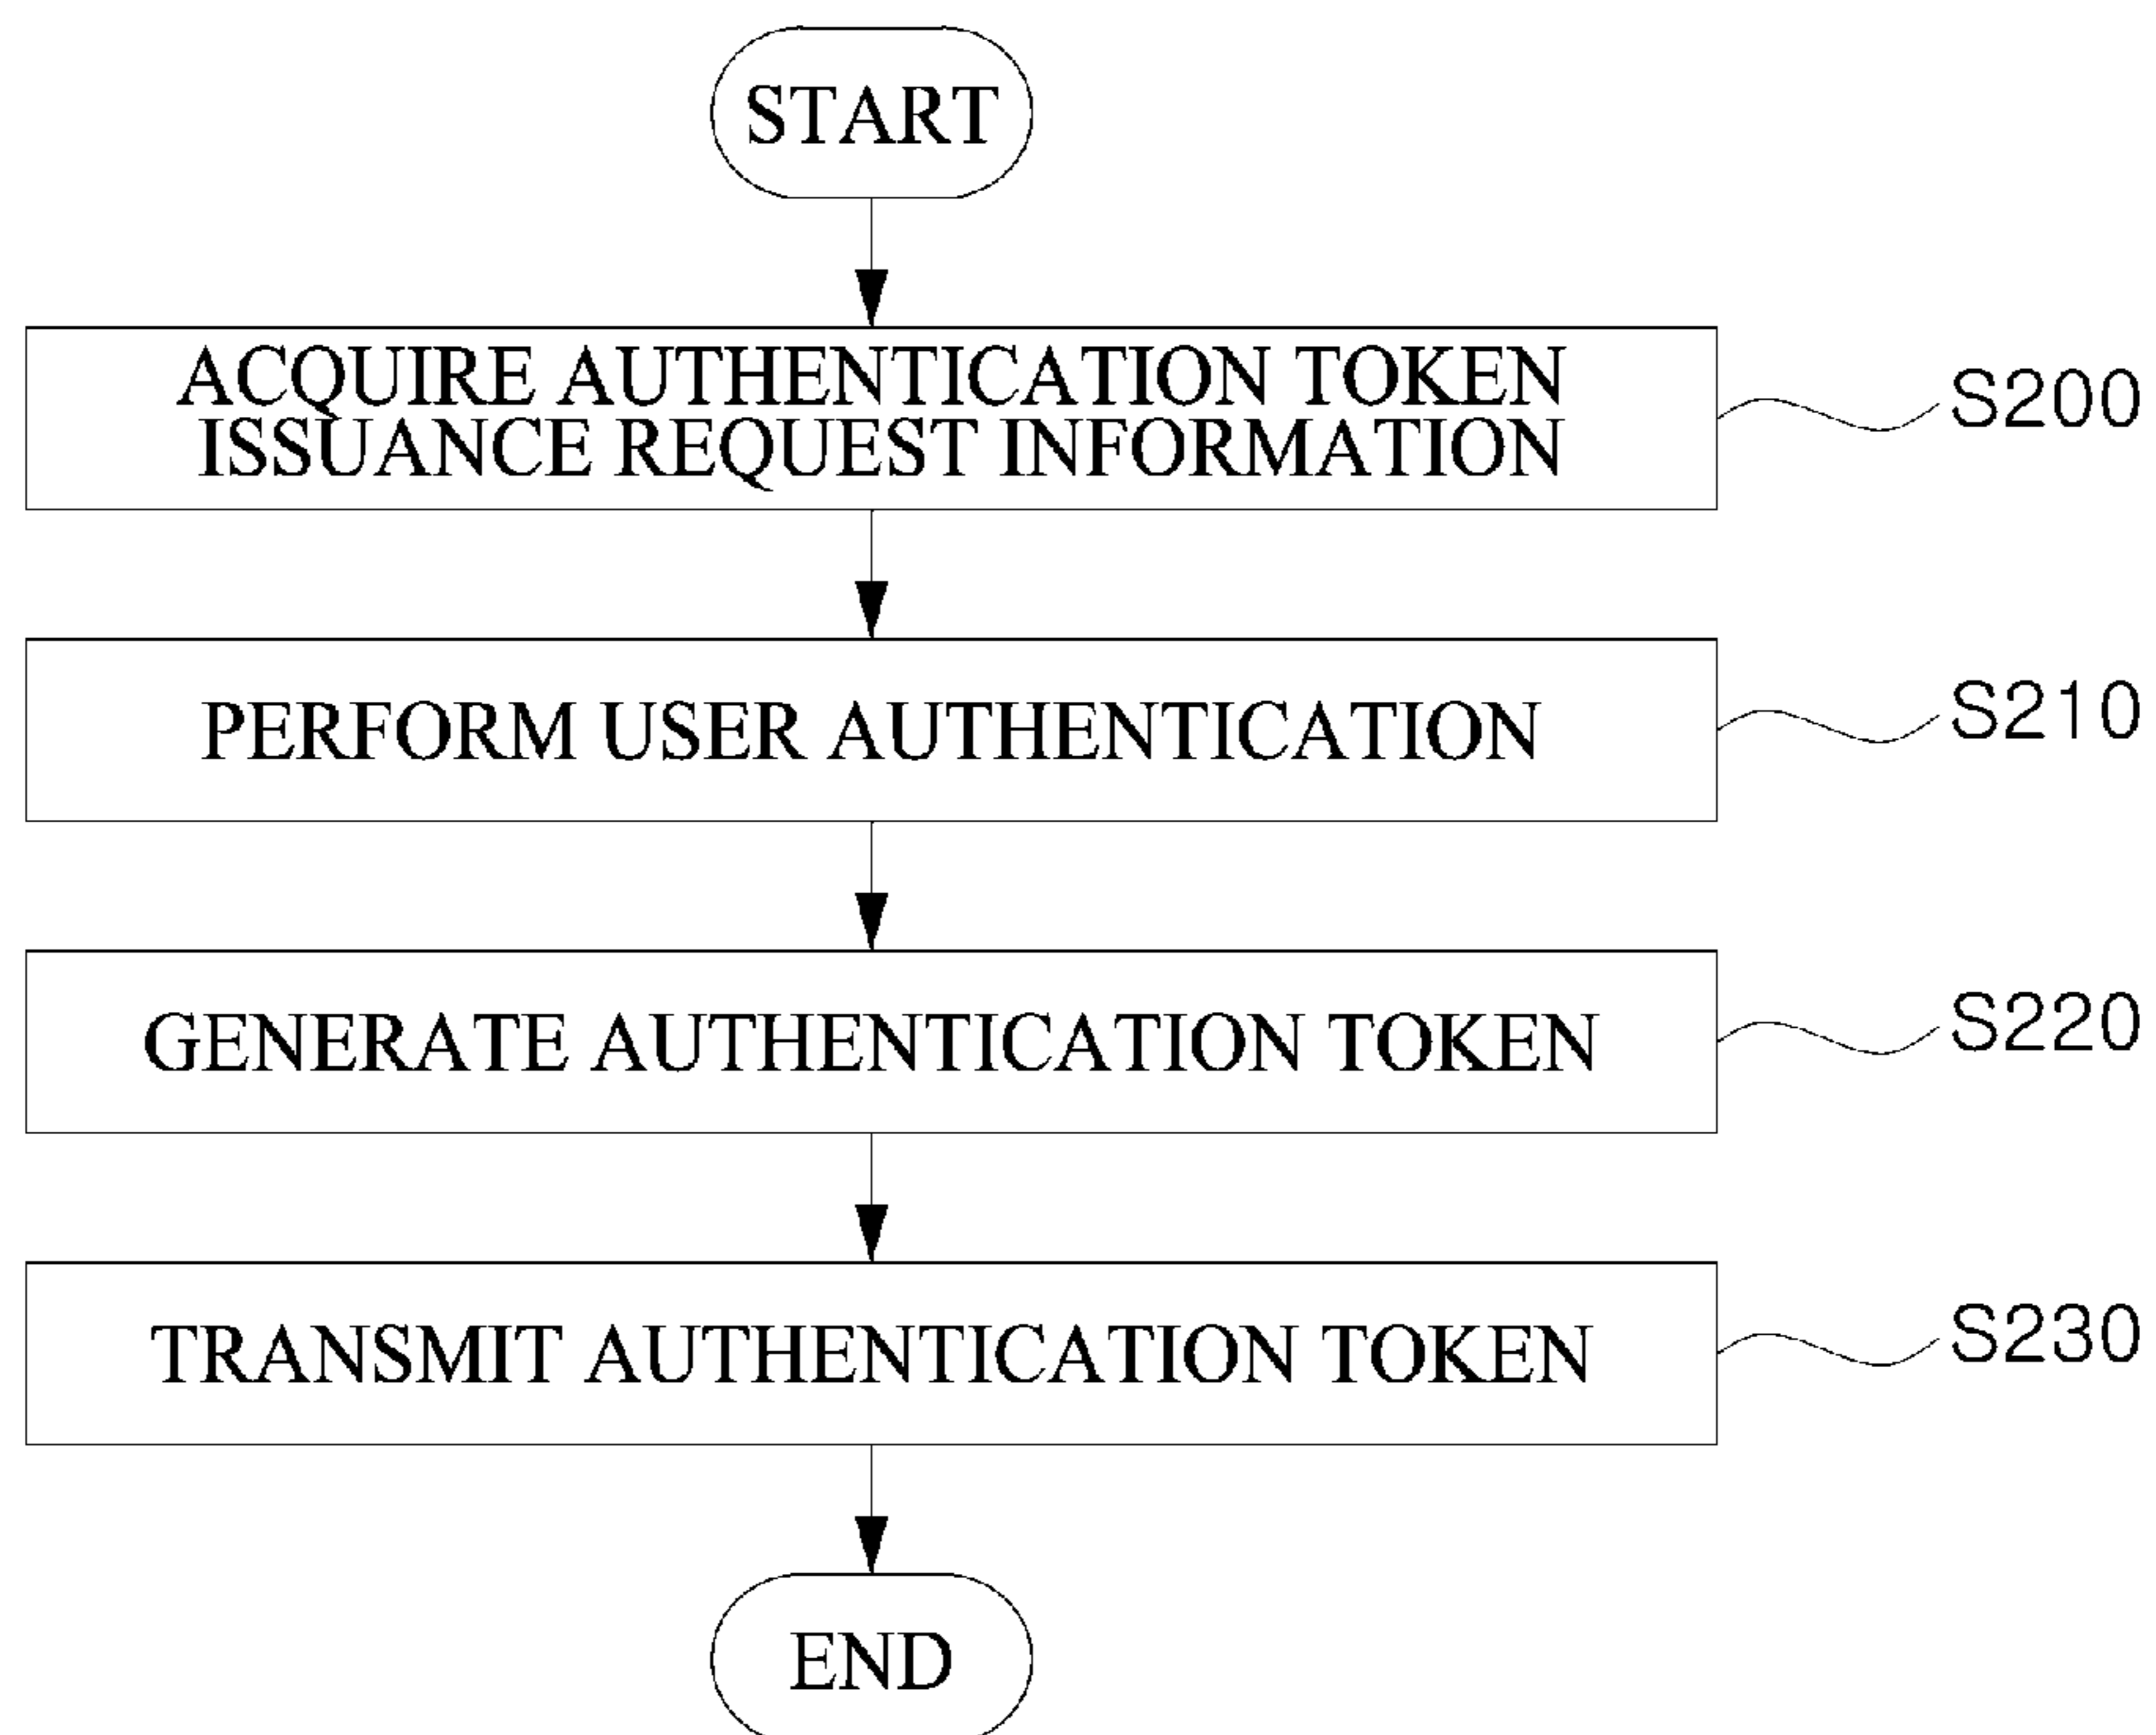 START
ACQUIRE AUTHENTICATION TOKEN
ISSUANCE REQUEST INFORMATION
S200
PERFORM USER AUTHENTICATION
S210
GENERATE AUTHENTICATION TOKEN
S220
TRANSMIT AUTHENTICATION TOKEN
S230
END